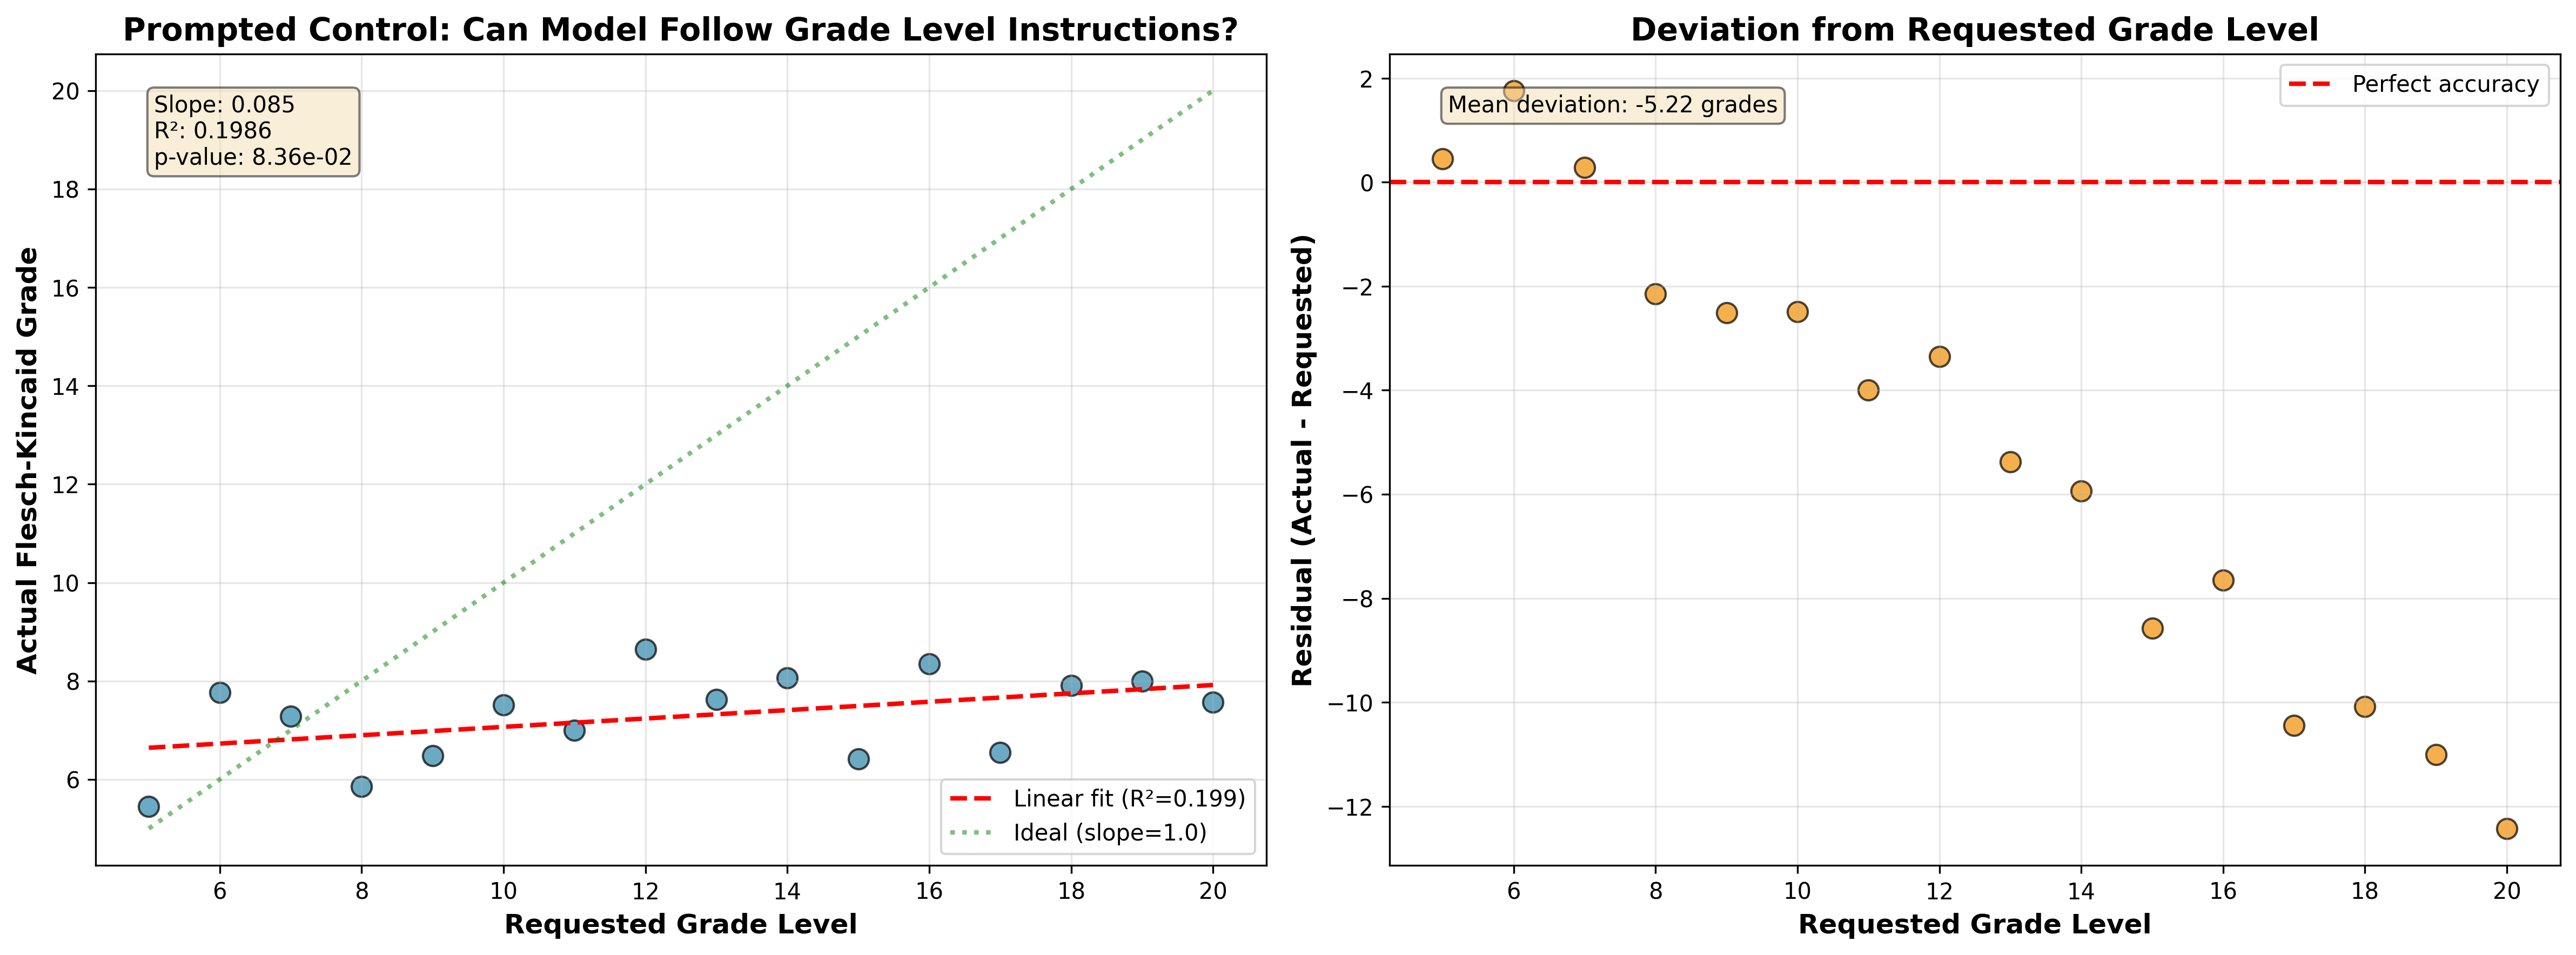 Prompted Control: Can Model Follow Grade Level Instructions?
Slope: 0.085
R²: 0.1986
p-value: 8.36e-02
Actual Flesch-Kincaid Grade
20
18
16
14
12
10
8
6
Linear fit (R²=0.199)
Ideal (slope=1.0)
6 8 10 12 14 16 18 20
Requested Grade Level
Deviation from Requested Grade Level
Mean deviation: -5.22 grades
Perfect accuracy
Residual (Actual - Requested)
2
0
−2
−4
−6
−8
−10
−12
6 8 10 12 14 16 18 20
Requested Grade Level